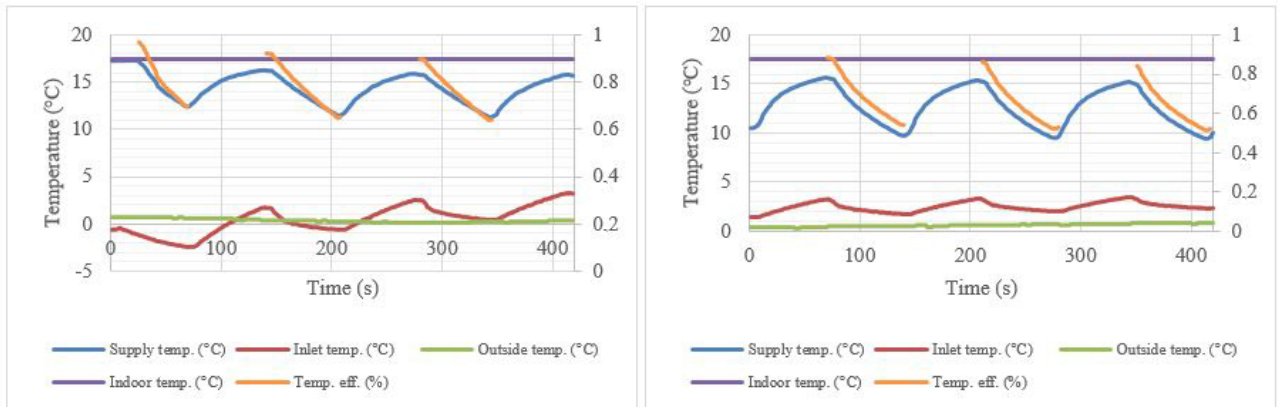 20
15
10
5
0
-5
Temperature (°C)
1
0.8
0.6
0.4
0.2
0
0 100 200 300 400
Time (s)
Supply temp. (°C) Inlet temp. (°C) Outside temp. (°C)
Indoor temp. (°C) Temp. eff. (%)
20
15
10
5
0
Temperature (°C)
1
0.8
0.6
0.4
0.2
0
0 100 200 300 400
Time (s)
Supply temp. (°C) Inlet temp. (°C) Outside temp. (°C)
Indoor temp. (°C) Temp. eff. (%)